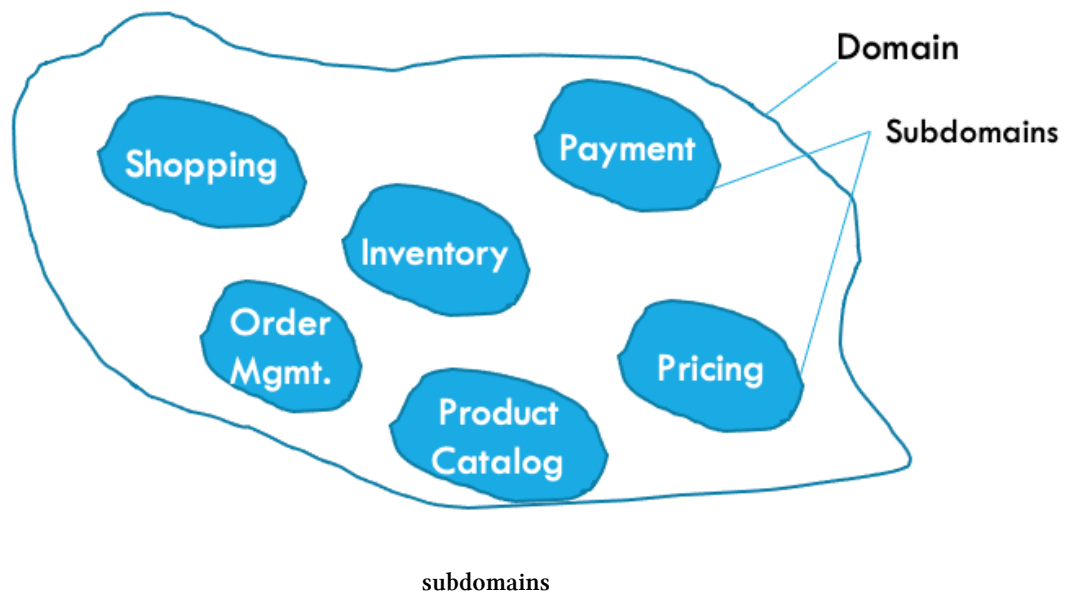 Domain
Subdomains
Shopping
Payment
Inventory
Order
Mgmt.
Pricing
Product
Catalog
subdomains